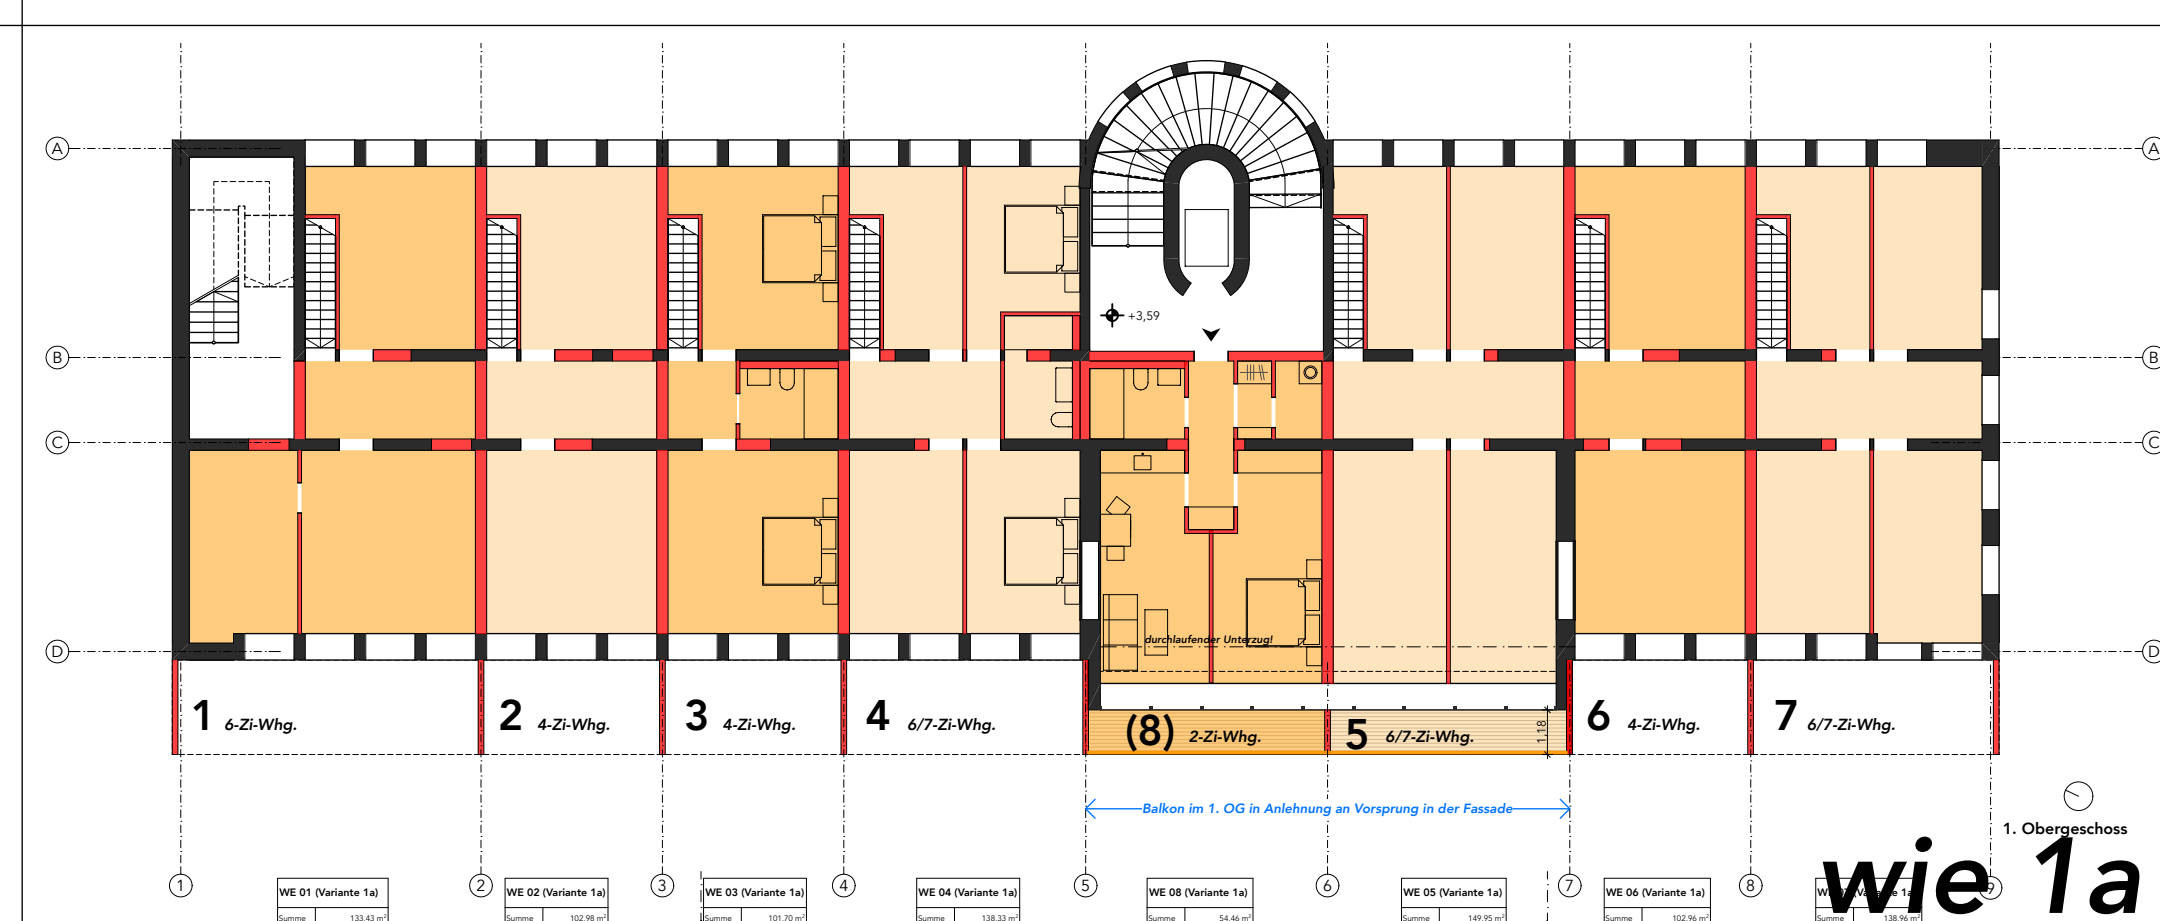 A
A
+3,59
B
B
C
C
durchlaufender Unterzug!
D
D
1 6-Zi-Whg.
2 4-Zi-Whg.
3 4-Zi-Whg.
4 6/7-Zi-Whg.
(8) 2-Zi-Whg.
5 6/7-Zi-Whg.
1,18
6 4-Zi-Whg.
7 6/7-Zi-Whg.
Balkon im 1. OG in Anlehnung an Vorsprung in der Fassade
1. Obergeschoss
wie 1a
1 2 3 4 5 6 7 8 9
WE 01 (Variante 1a)
Summe 133.43 m²
WE 02 (Variante 1a)
Summe 102.98 m²
WE 03 (Variante 1a)
Summe 101.70 m²
WE 04 (Variante 1a)
Summe 138.33 m²
WE 08 (Variante 1a)
Summe 54.46 m²
WE 05 (Variante 1a)
Summe 149.95 m²
WE 06 (Variante 1a)
Summe 102.96 m²
Summe 138.96 m²